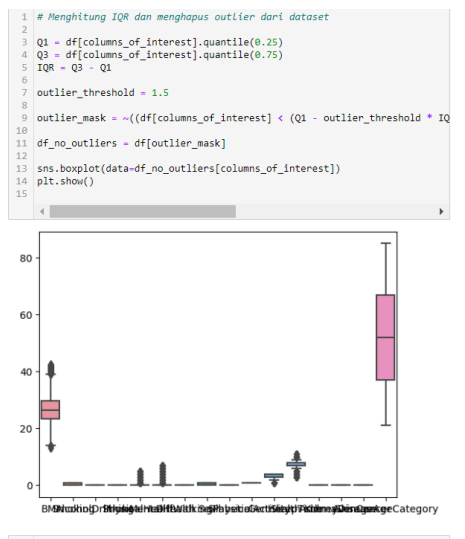 1 # Menghitung IQR dan menghapus outlier dari dataset
2
3 Q1 = df[columns_of_interest].quantile(0.25)
4 Q3 = df[columns_of_interest].quantile(0.75)
5 IQR = Q3 - Q1
6
7 outlier_threshold = 1.5
8
9 outlier_mask = ~((df[columns_of_interest] < (Q1 - outlier_threshold * IQ
10
11 df_no_outliers = df[outlier_mask]
12
13 sns.boxplot(data=df_no_outliers[columns_of_interest])
14 plt.show()
15
80
60
40
20
0
BMI
Category